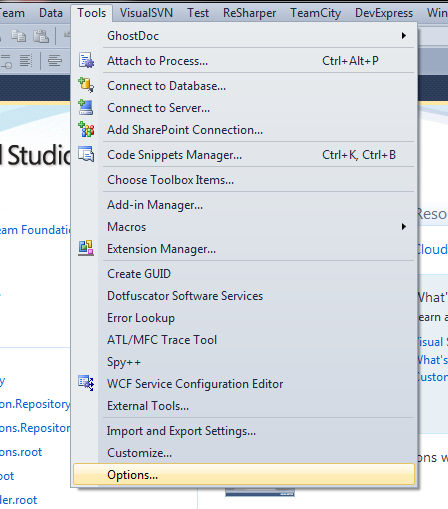 Team Data Tools VisualSVN Test ReSharper TeamCity DevExpress Window
GhostDoc
Attach to Process... Ctrl+Alt+P
Connect to Database...
Connect to Server...
Add SharePoint Connection...
Code Snippets Manager... Ctrl+K, Ctrl+B
Choose Toolbox Items...
Add-in Manager...
Macros
Extension Manager...
Create GUID
Dotfuscator Software Services
Error Lookup
ATL/MFC Trace Tool
Spy++
WCF Service Configuration Editor
External Tools...
Import and Export Settings...
Customize...
Options...
l Studio
eam Foundatio
y
on.Repository
ons.Repositor
ons.root
root
der.root
Reso
Cloud
What's
earn a
Visual S
What's
Custom
ons w